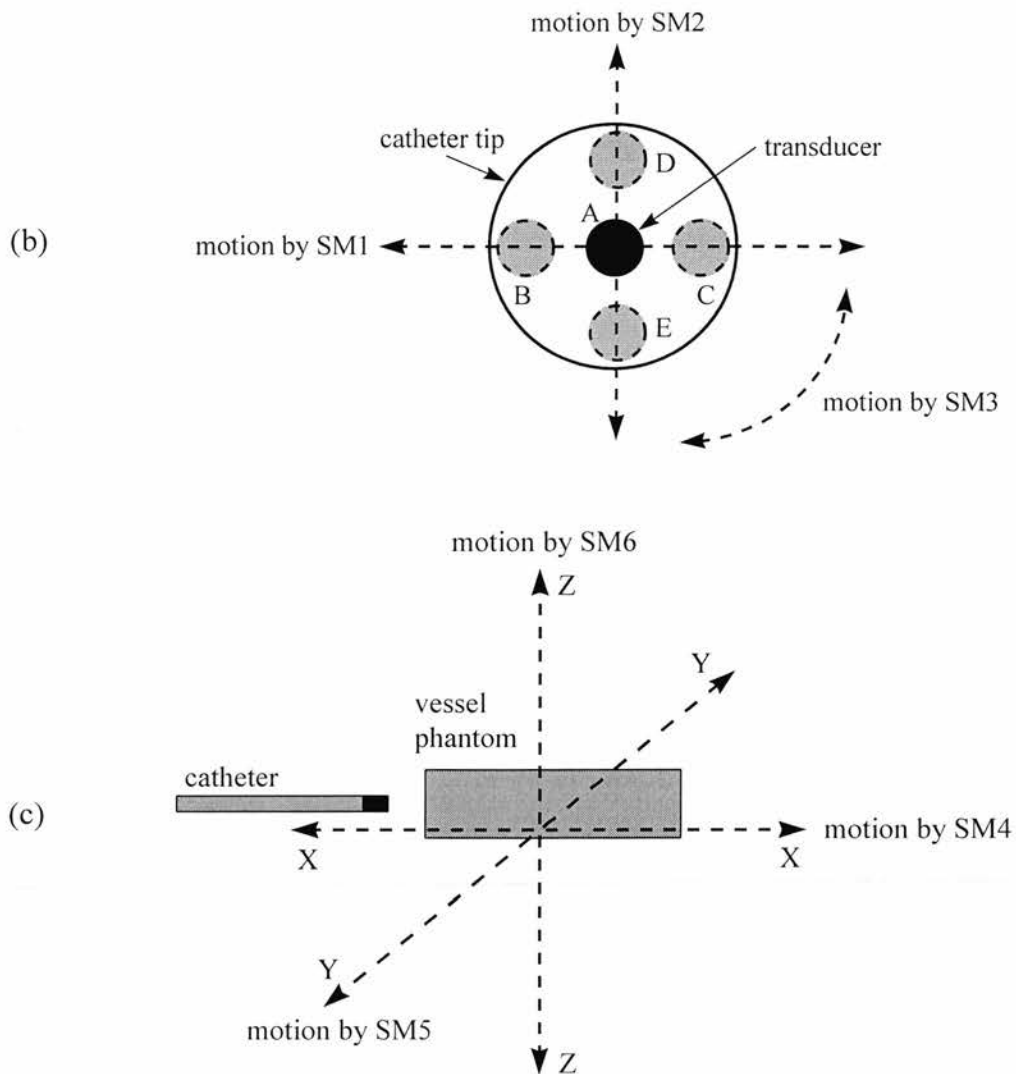 motion by SM2
catheter tip
transducer
D
A
(b)
motion by SM1
B
C
E
motion by SM3
motion by SM6
Z
Y
vessel
phantom
catheter
(c)
motion by SM4
X
X
Y
motion by SM5
Z